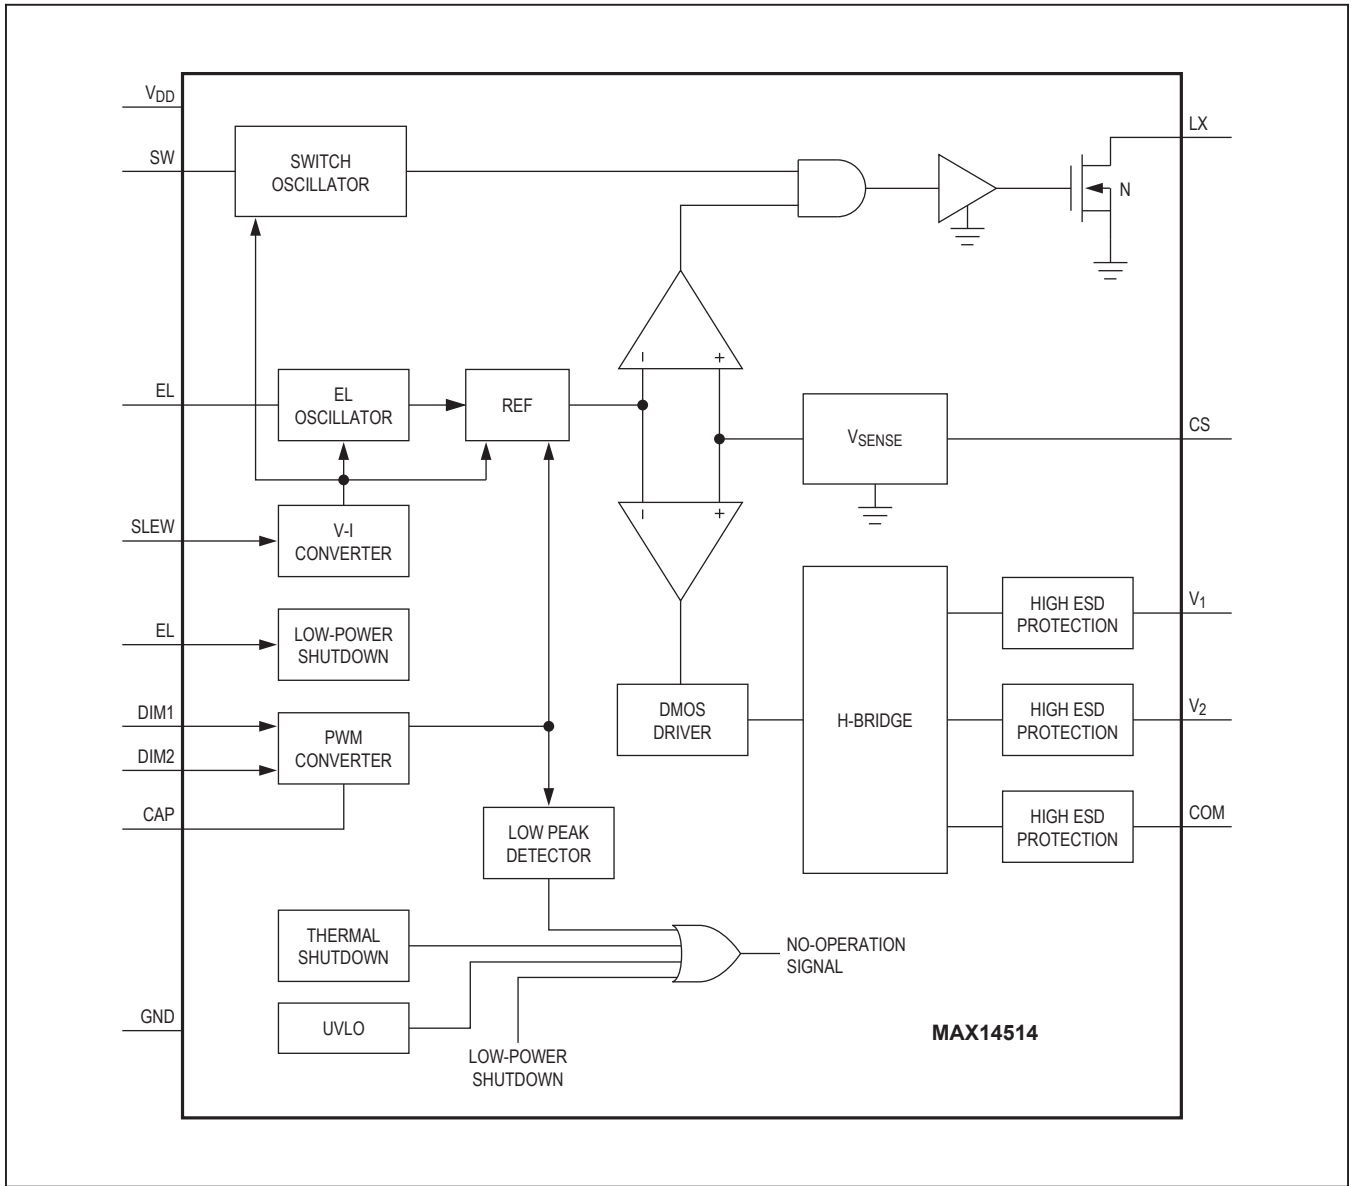 VDD
LX
SW
SWITCH
OSCILLATOR
N
EL
EL
OSCILLATOR
REF
VSENSE
CS
SLEW
V-I
CONVERTER
EL
LOW-POWER
SHUTDOWN
HIGH ESD
PROTECTION
V1
DIM1
DIM2
PWM
CONVERTER
DMOS
DRIVER
H-BRIDGE
HIGH ESD
PROTECTION
V2
CAP
LOW PEAK
DETECTOR
HIGH ESD
PROTECTION
COM
THERMAL
SHUTDOWN
NO-OPERATION
SIGNAL
GND
UVLO
LOW-POWER
SHUTDOWN
MAX14514